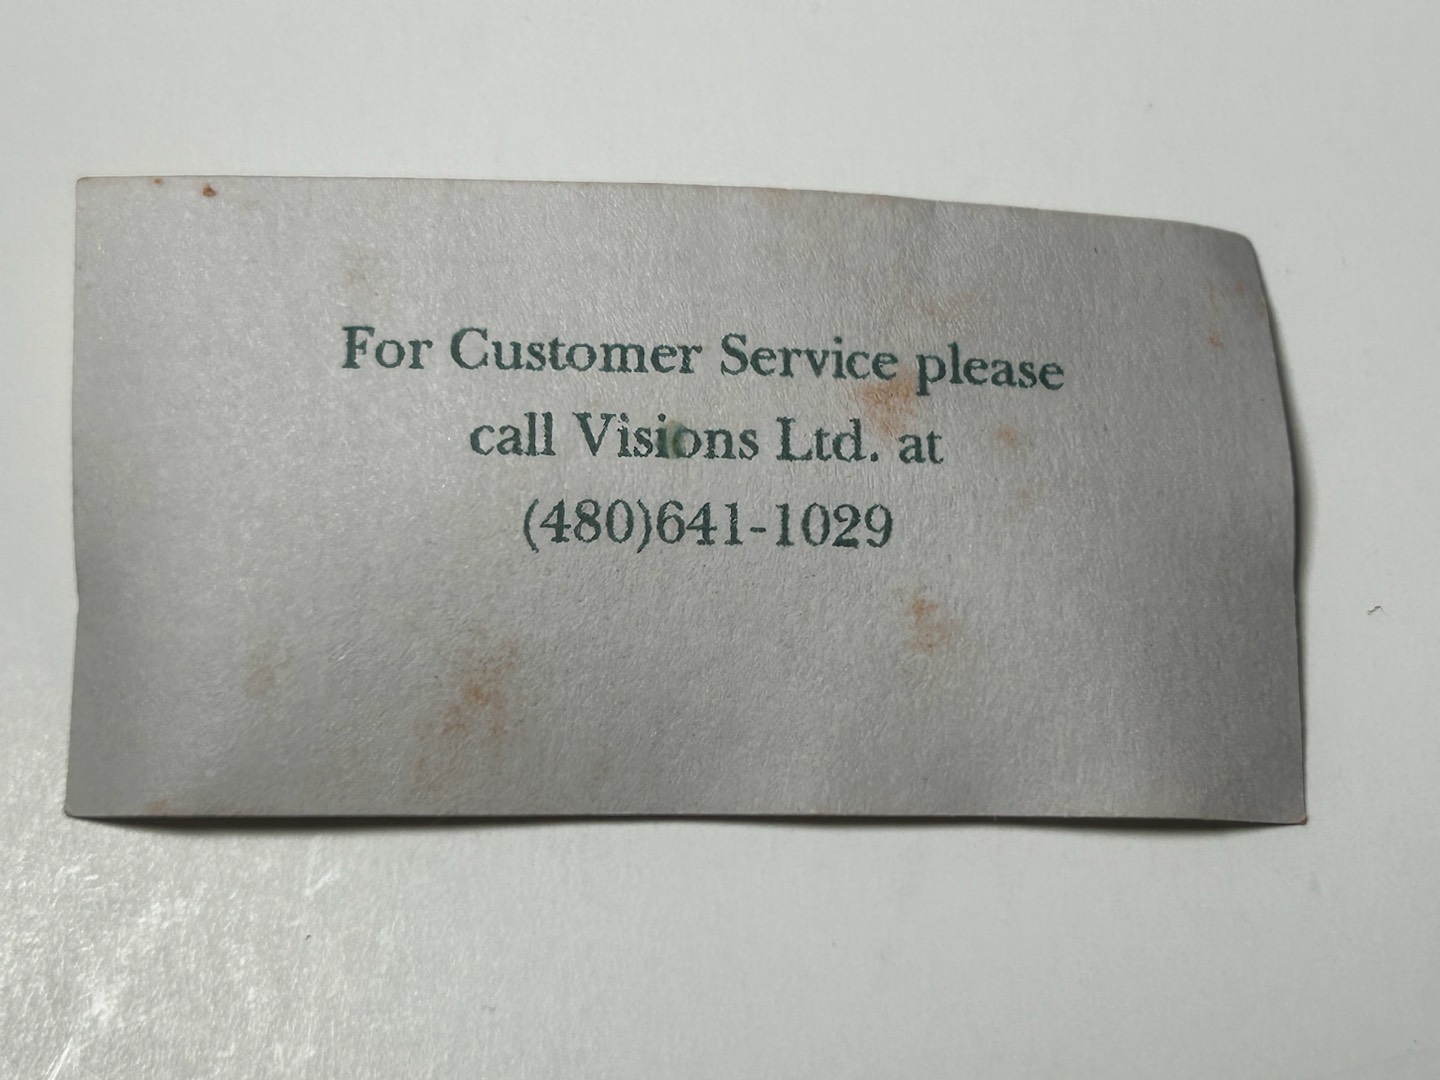 For Customer Service please
call Visions Ltd. at
(480)641-1029